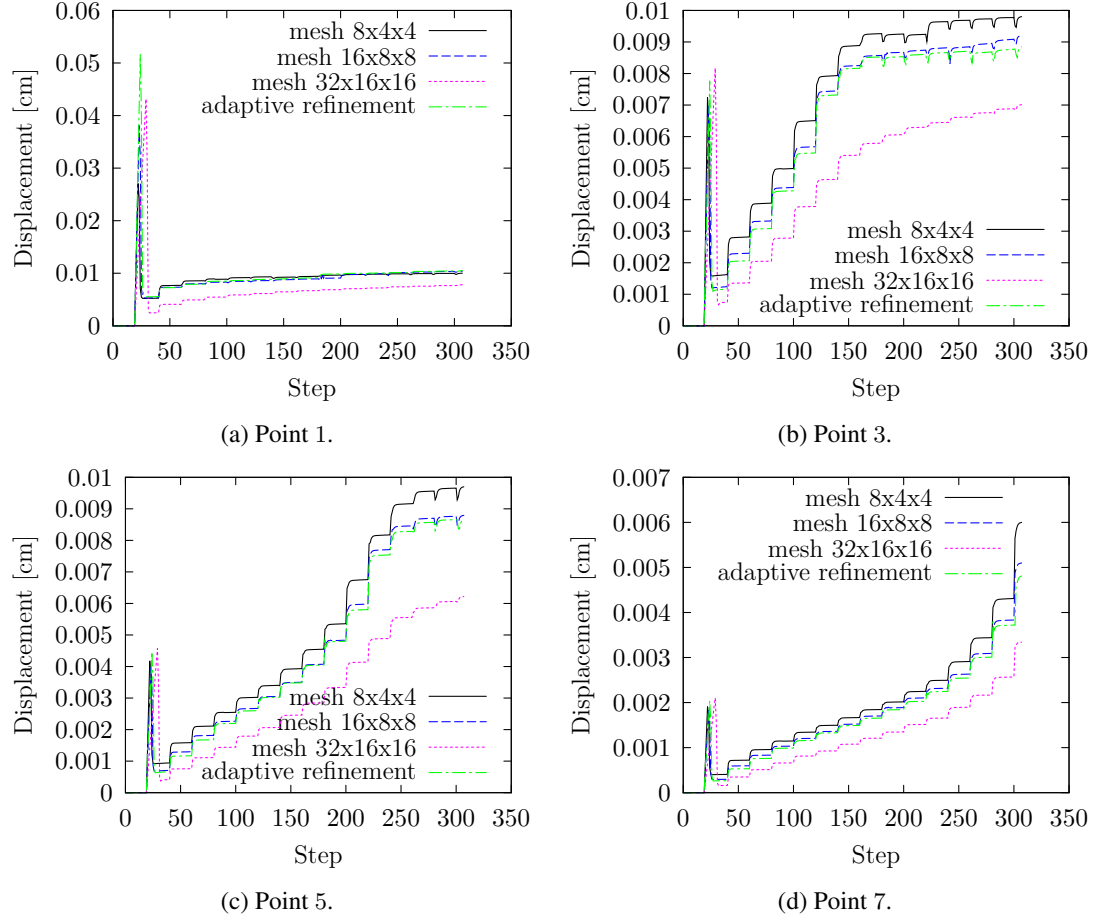 0.06
0.05
0.04
0.03
0.02
0.01
0
Displacement [cm]
mesh 8x4x4
mesh 16x8x8
mesh 32x16x16
adaptive refinement
0 50 100 150 200 250 300 350
Step
(a) Point 1.
0.01
0.009
0.008
0.007
0.006
0.005
0.004
0.003
0.002
0.001
0
Displacement [cm]
mesh 8x4x4
mesh 16x8x8
mesh 32x16x16
adaptive refinement
0 50 100 150 200 250 300 350
Step
(b) Point 3.
0.01
0.009
0.008
0.007
0.006
0.005
0.004
0.003
0.002
0.001
0
Displacement [cm]
mesh 8x4x4
mesh 16x8x8
mesh 32x16x16
adaptive refinement
0 50 100 150 200 250 300 350
Step
(c) Point 5.
0.007
0.006
0.005
0.004
0.003
0.002
0.001
0
Displacement [cm]
mesh 8x4x4
mesh 16x8x8
mesh 32x16x16
adaptive refinement
0 50 100 150 200 250 300 350
Step
(d) Point 7.